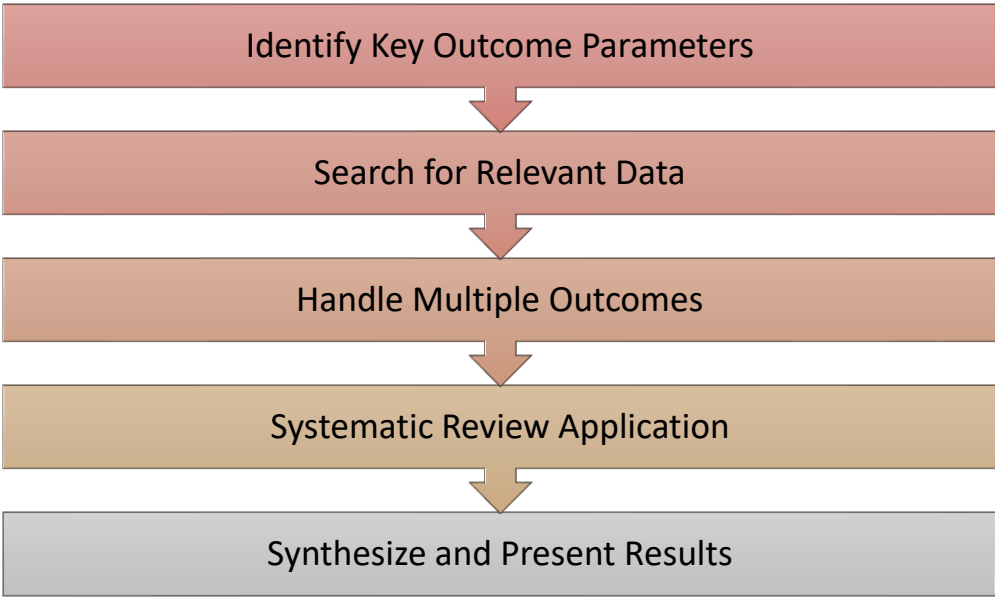 Identify Key Outcome Parameters
Search for Relevant Data
Handle Multiple Outcomes
Systematic Review Application
Synthesize and Present Results